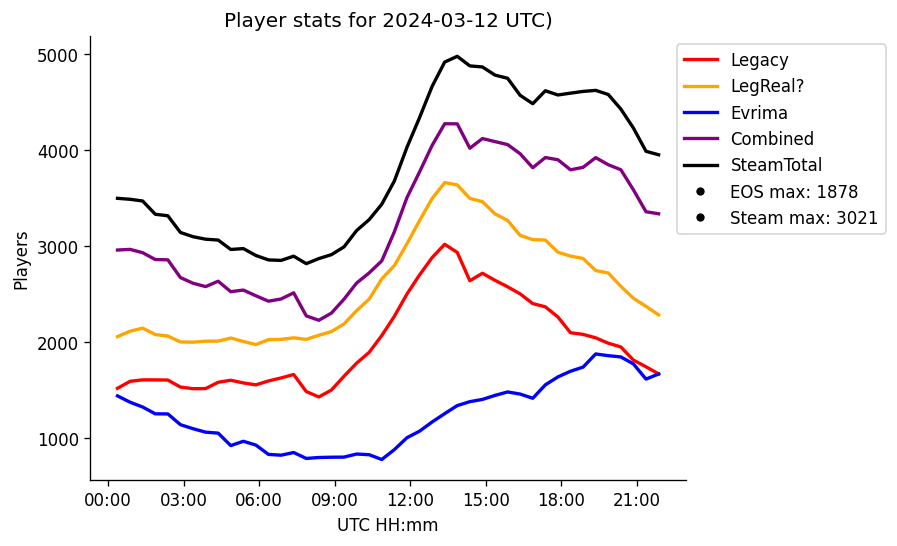 Player stats for 2024-03-12 UTC)
5000
4000
3000
2000
1000
Players
00:00 03:00 06:00 09:00 12:00 15:00 18:00 21:00
UTC HH:mm
Legacy
LegReal?
Evrima
Combined
SteamTotal
EOS max: 1878
Steam max: 3021